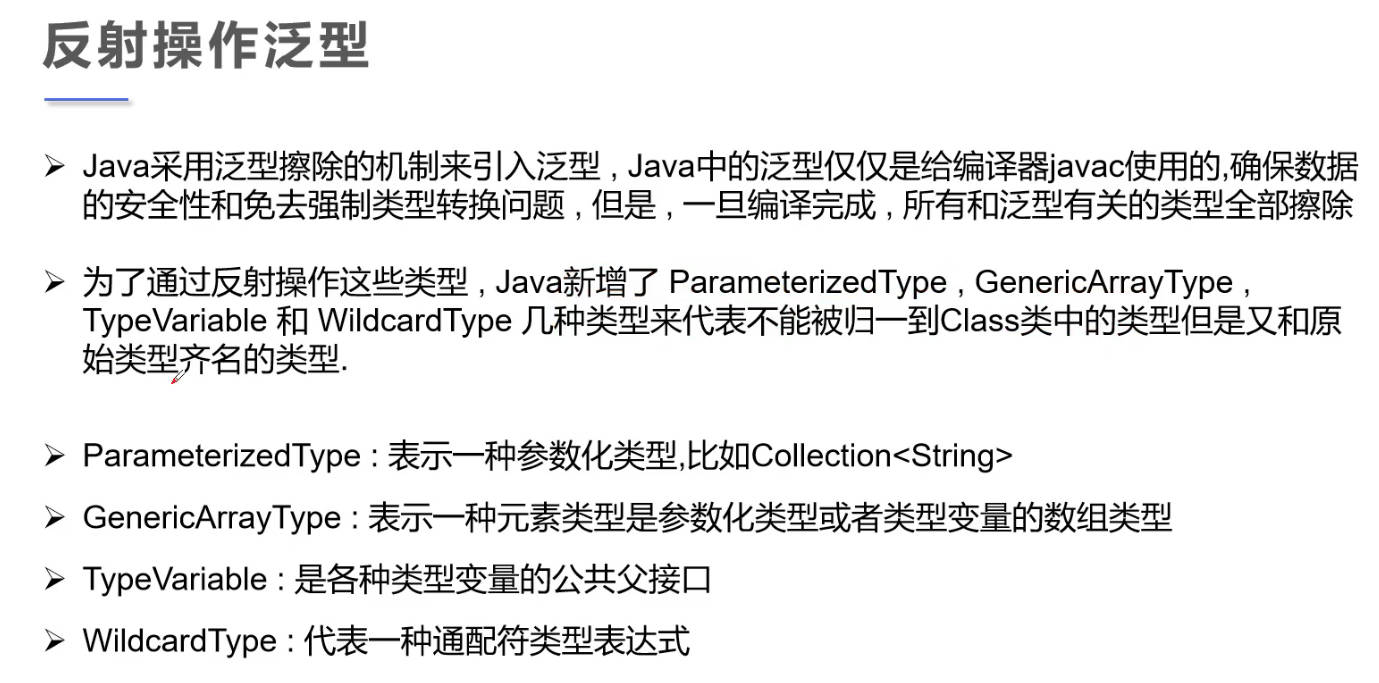 反射操作泛型
Java采用泛型擦除的机制来引入泛型 , Java中的泛型仅仅是给编译器javac使用的,确保数据
的安全性和免去强制类型转换问题 , 但是 , 一旦编译完成 , 所有和泛型有关的类型全部擦除
为了通过反射操作这些类型 , Java新增了 ParameterizedType , GenericArrayType ,
TypeVariable 和 WildcardType 几种类型来代表不能被归一到Class类中的类型但是又和原
始类型齐名的类型.
ParameterizedType : 表示一种参数化类型,比如Collection<String>
GenericArrayType : 表示一种元素类型是参数化类型或者类型变量的数组类型
TypeVariable : 是各种类型变量的公共父接口
WildcardType : 代表一种通配符类型表达式